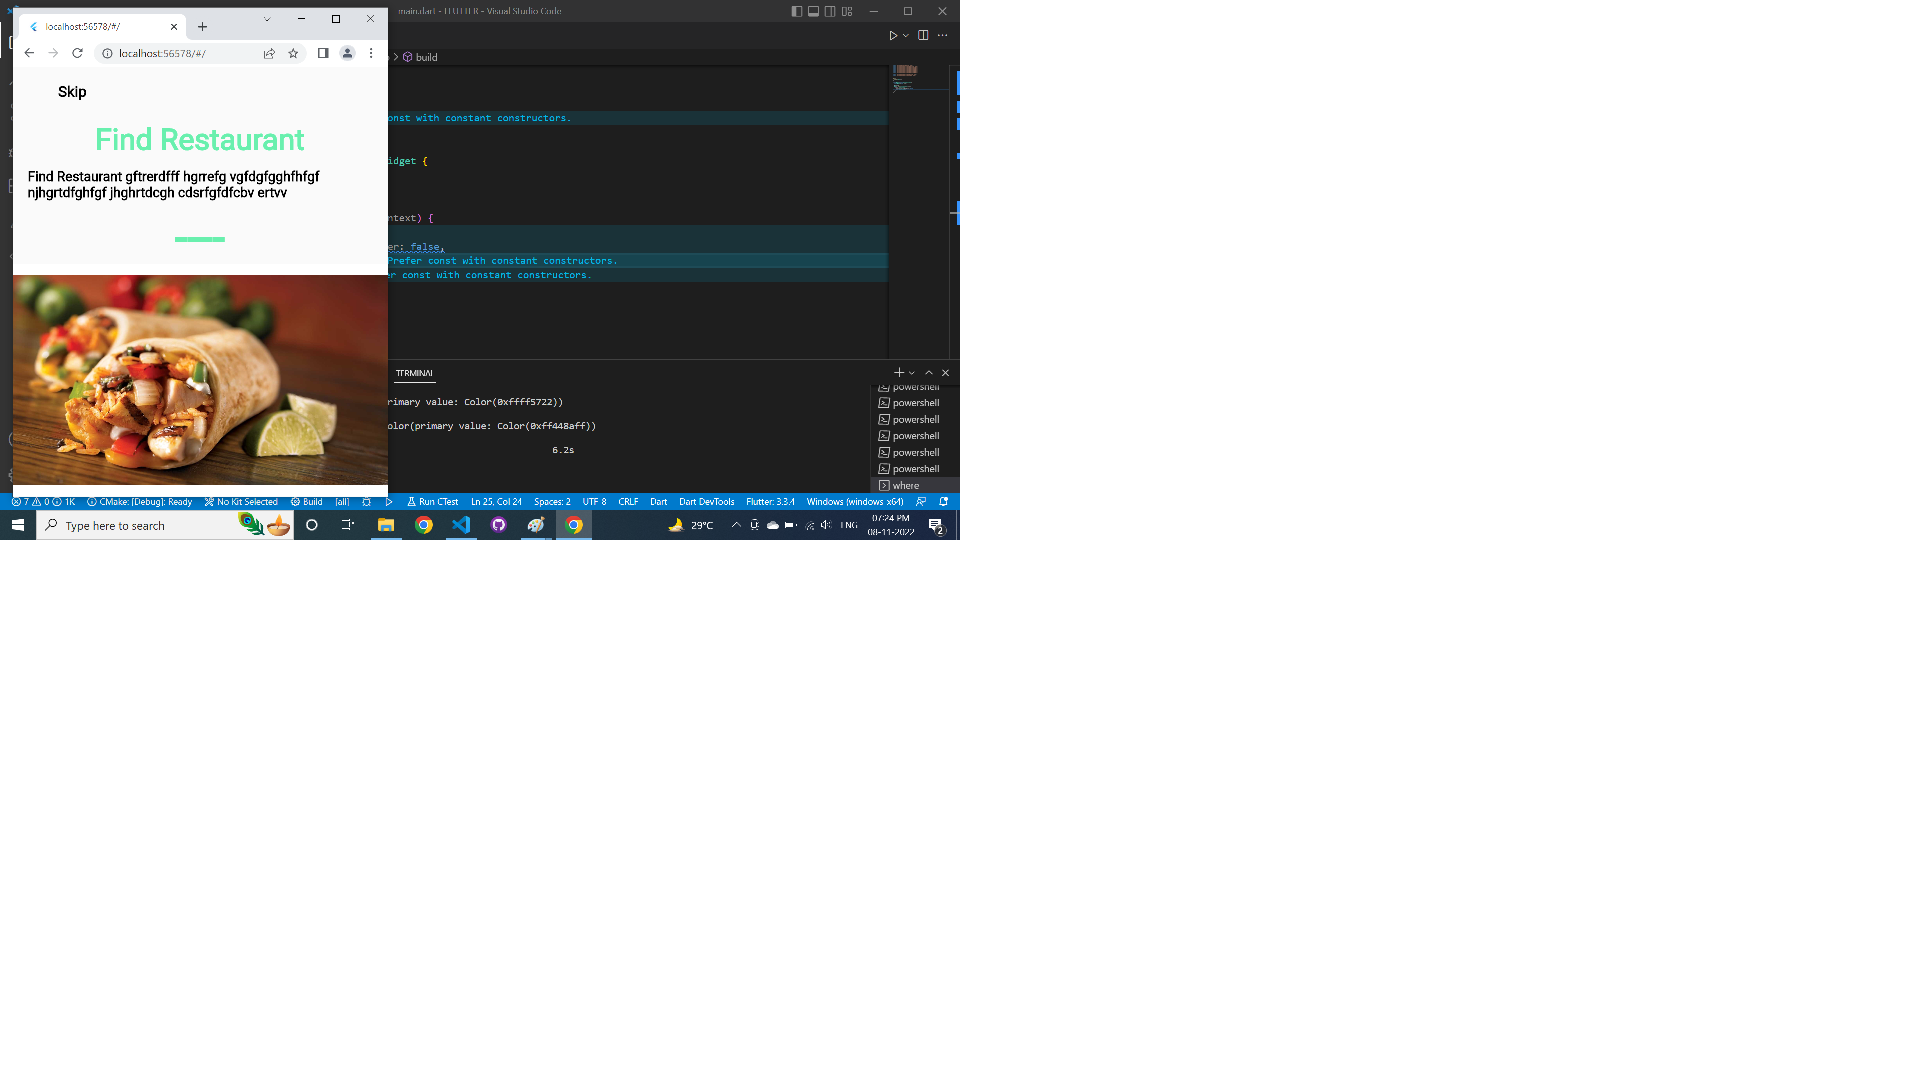 localhost:56578/#/
main.dart - FLUTTER - Visual Studio Code
localhost:56578/#/
build
Skip
Find Restaurant
Find Restaurant gftrerdfff hgrrefg vgfdgfgghfhfgf
njhgrtdfghfgf jhghrtdcgh cdsrfgfdfcbv ertvv
onst with constant constructors.
idget {
ntext) {
er: false,
Prefer const with constant constructors.
er const with constant constructors.
TERMINAL
rimary value: Color(0xffff5722))
olor(primary value: Color(0xff448aff))
6.2s
powershell
powershell
powershell
powershell
powershell
powershell
where
7 0 1K CMake: [Debug]: Ready No Kit Selected Build [all] Run CTest Ln 25, Col 24 Spaces: 2 UTF-8 CRLF Dart Dart DevTools Flutter: 3.3.4 Windows (windows-x64)
Type here to search
29°C
ENG
07:24 PM
08-11-2022
2